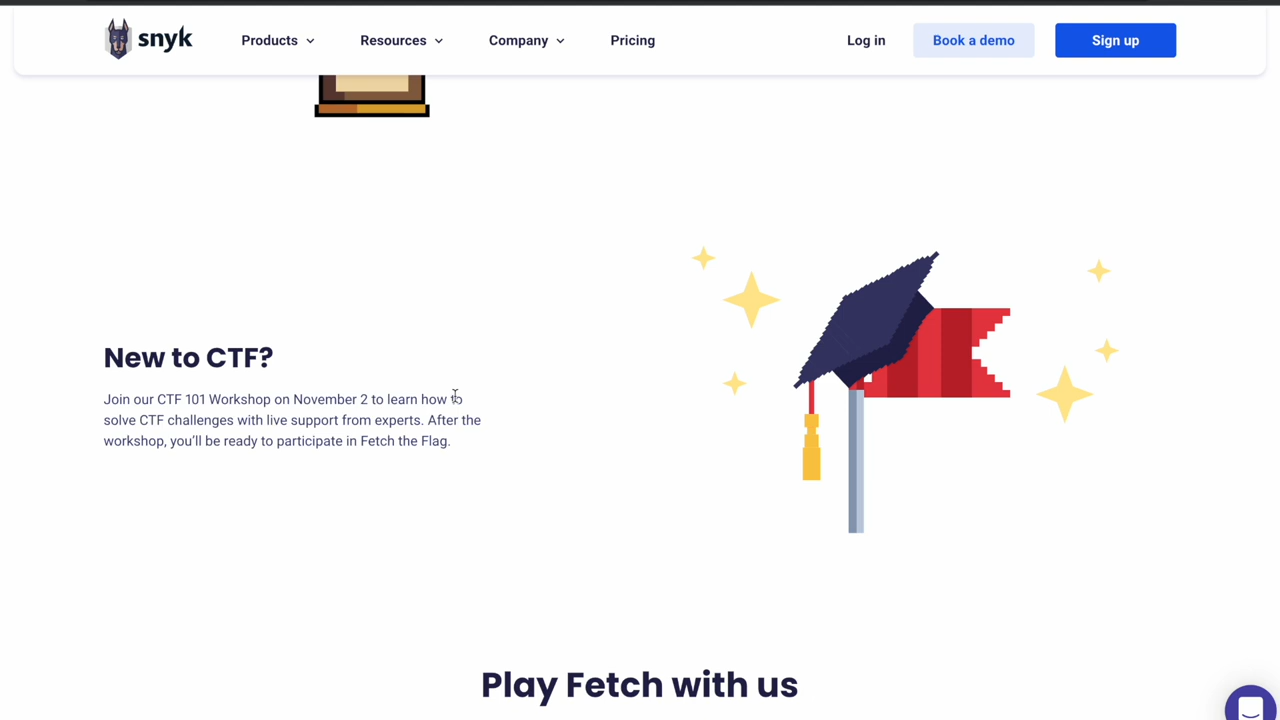 snyk
Products
Resources
Company
Pricing
Log in
Book a demo
Sign up
New to CTF?
Join our CTF 101 Workshop on November 2 to learn how to
solve CTF challenges with live support from experts. After the
workshop, you’ll be ready to participate in Fetch the Flag.
Play Fetch with us